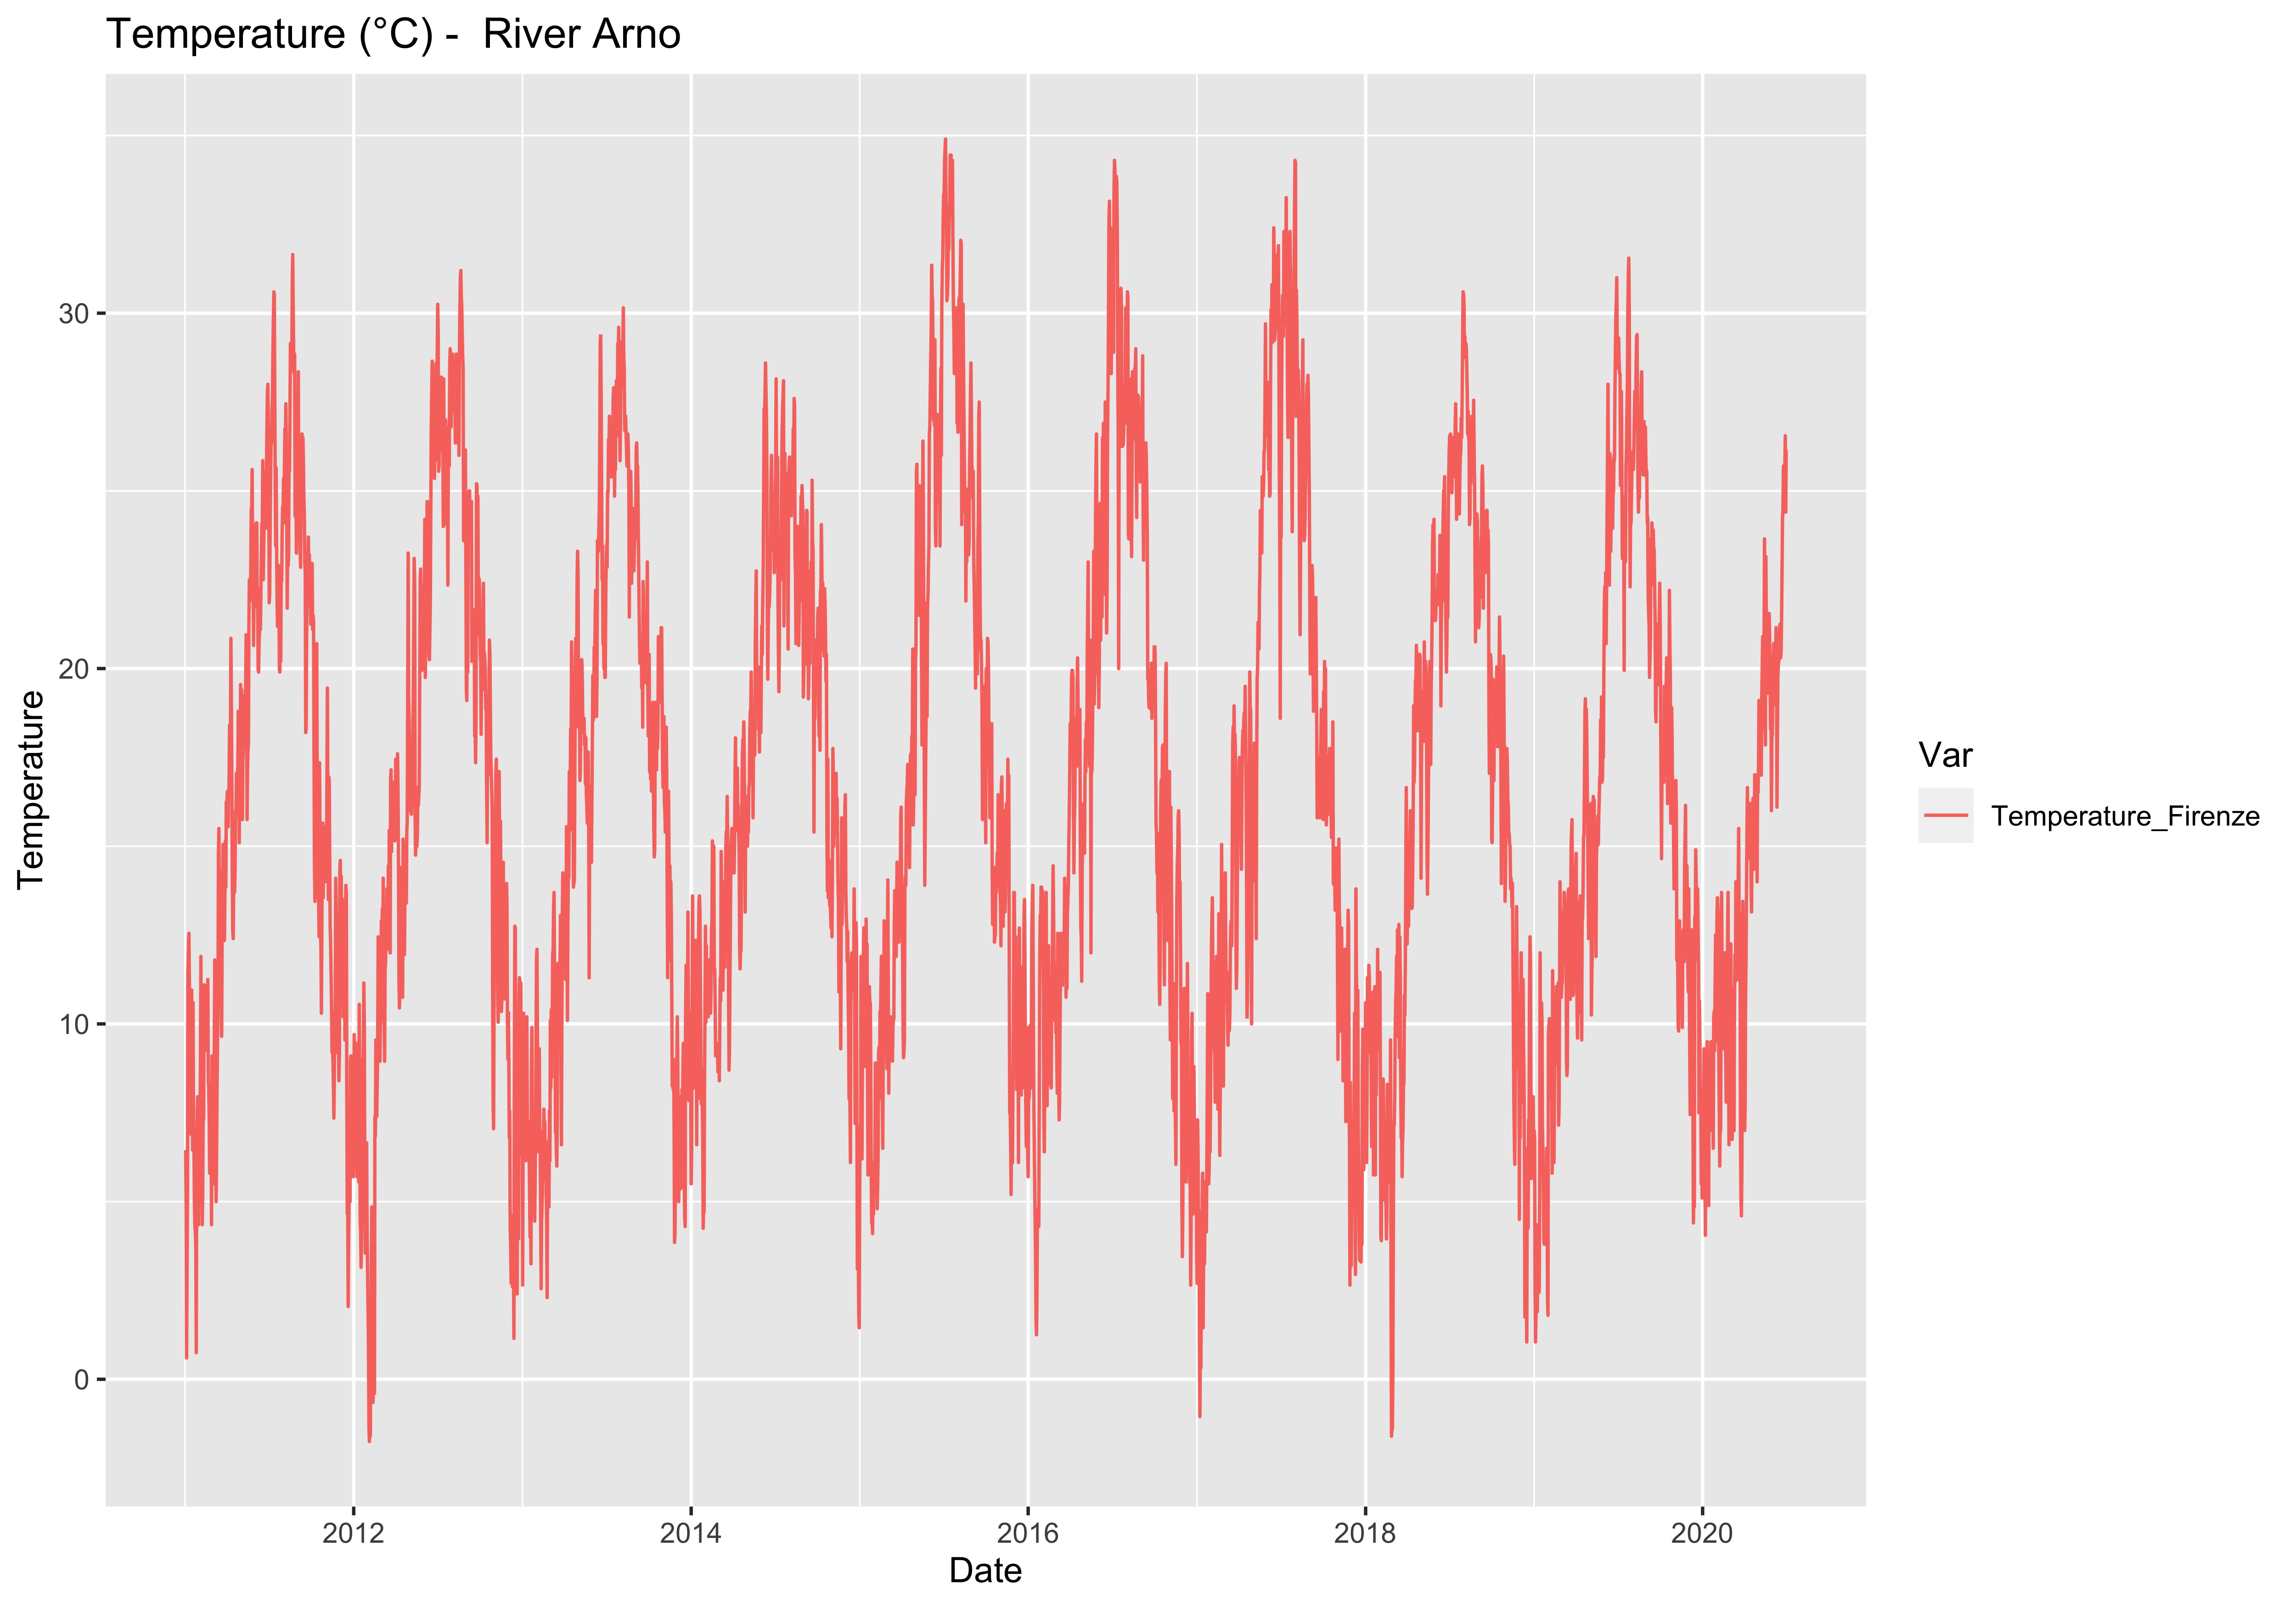 Temperature (°C) -  River Arno
Temperature
30
20
10
0
2012 2014 2016 2018 2020
Date
Var
Temperature_Firenze